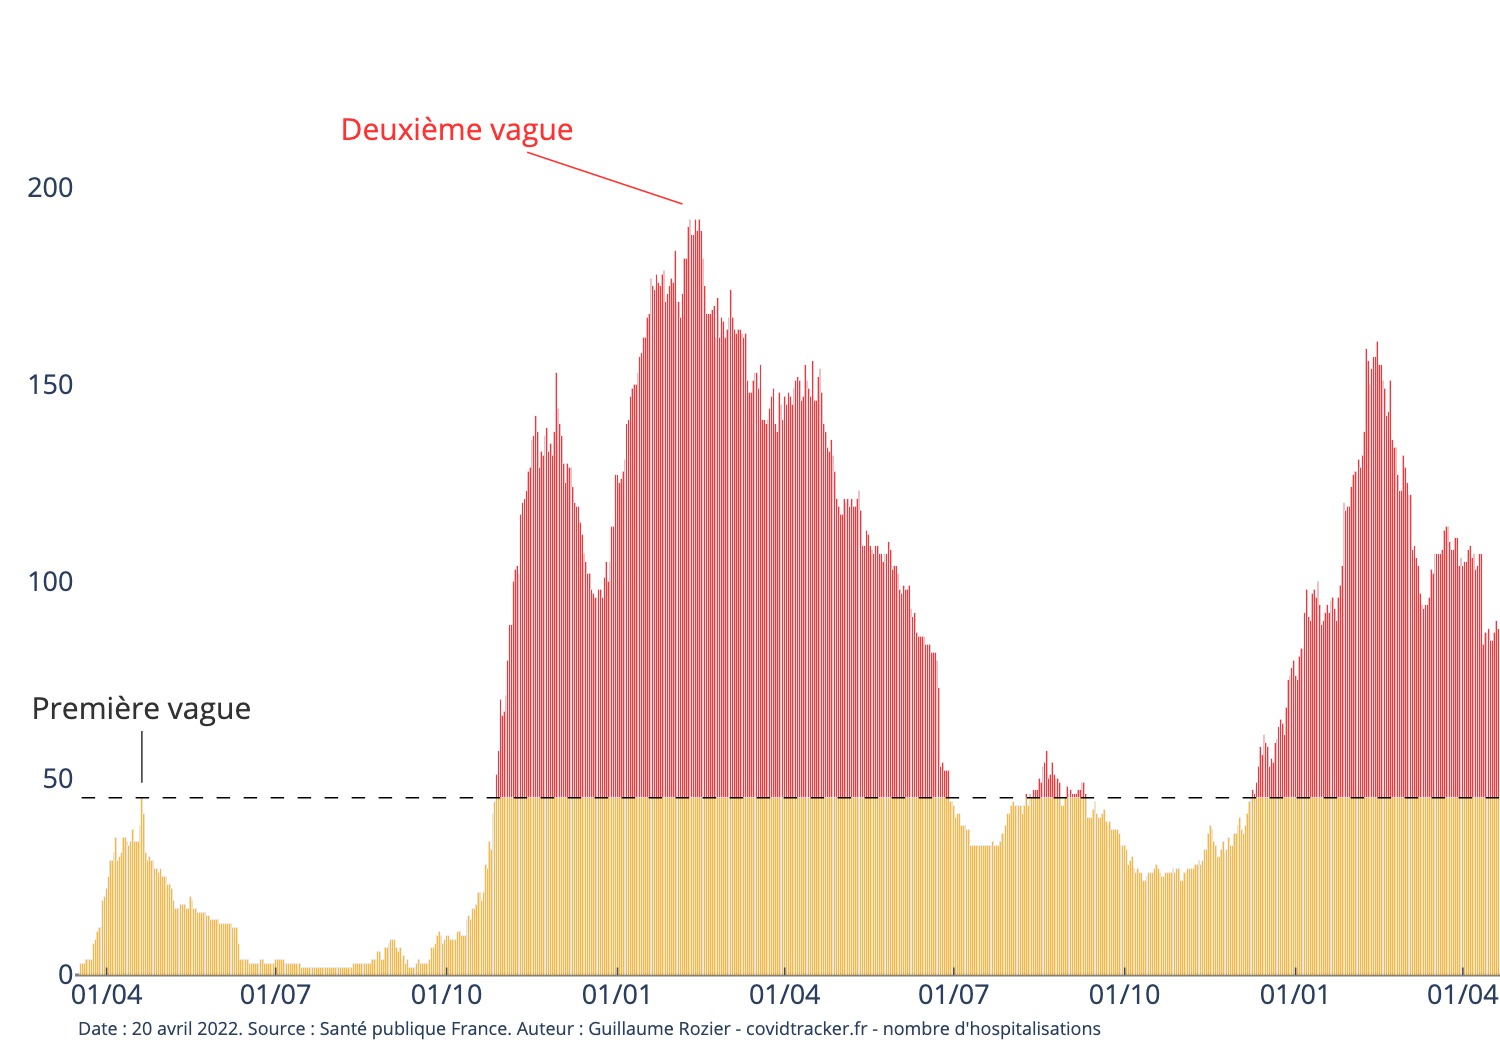 Deuxième vague
200
150
100
Première vague
50
0
01/04 01/07 01/10 01/01 01/04 01/07 01/10 01/01 01/04
Date : 20 avril 2022. Source : Santé publique France. Auteur : Guillaume Rozier - covidtracker.fr - nombre d'hospitalisations